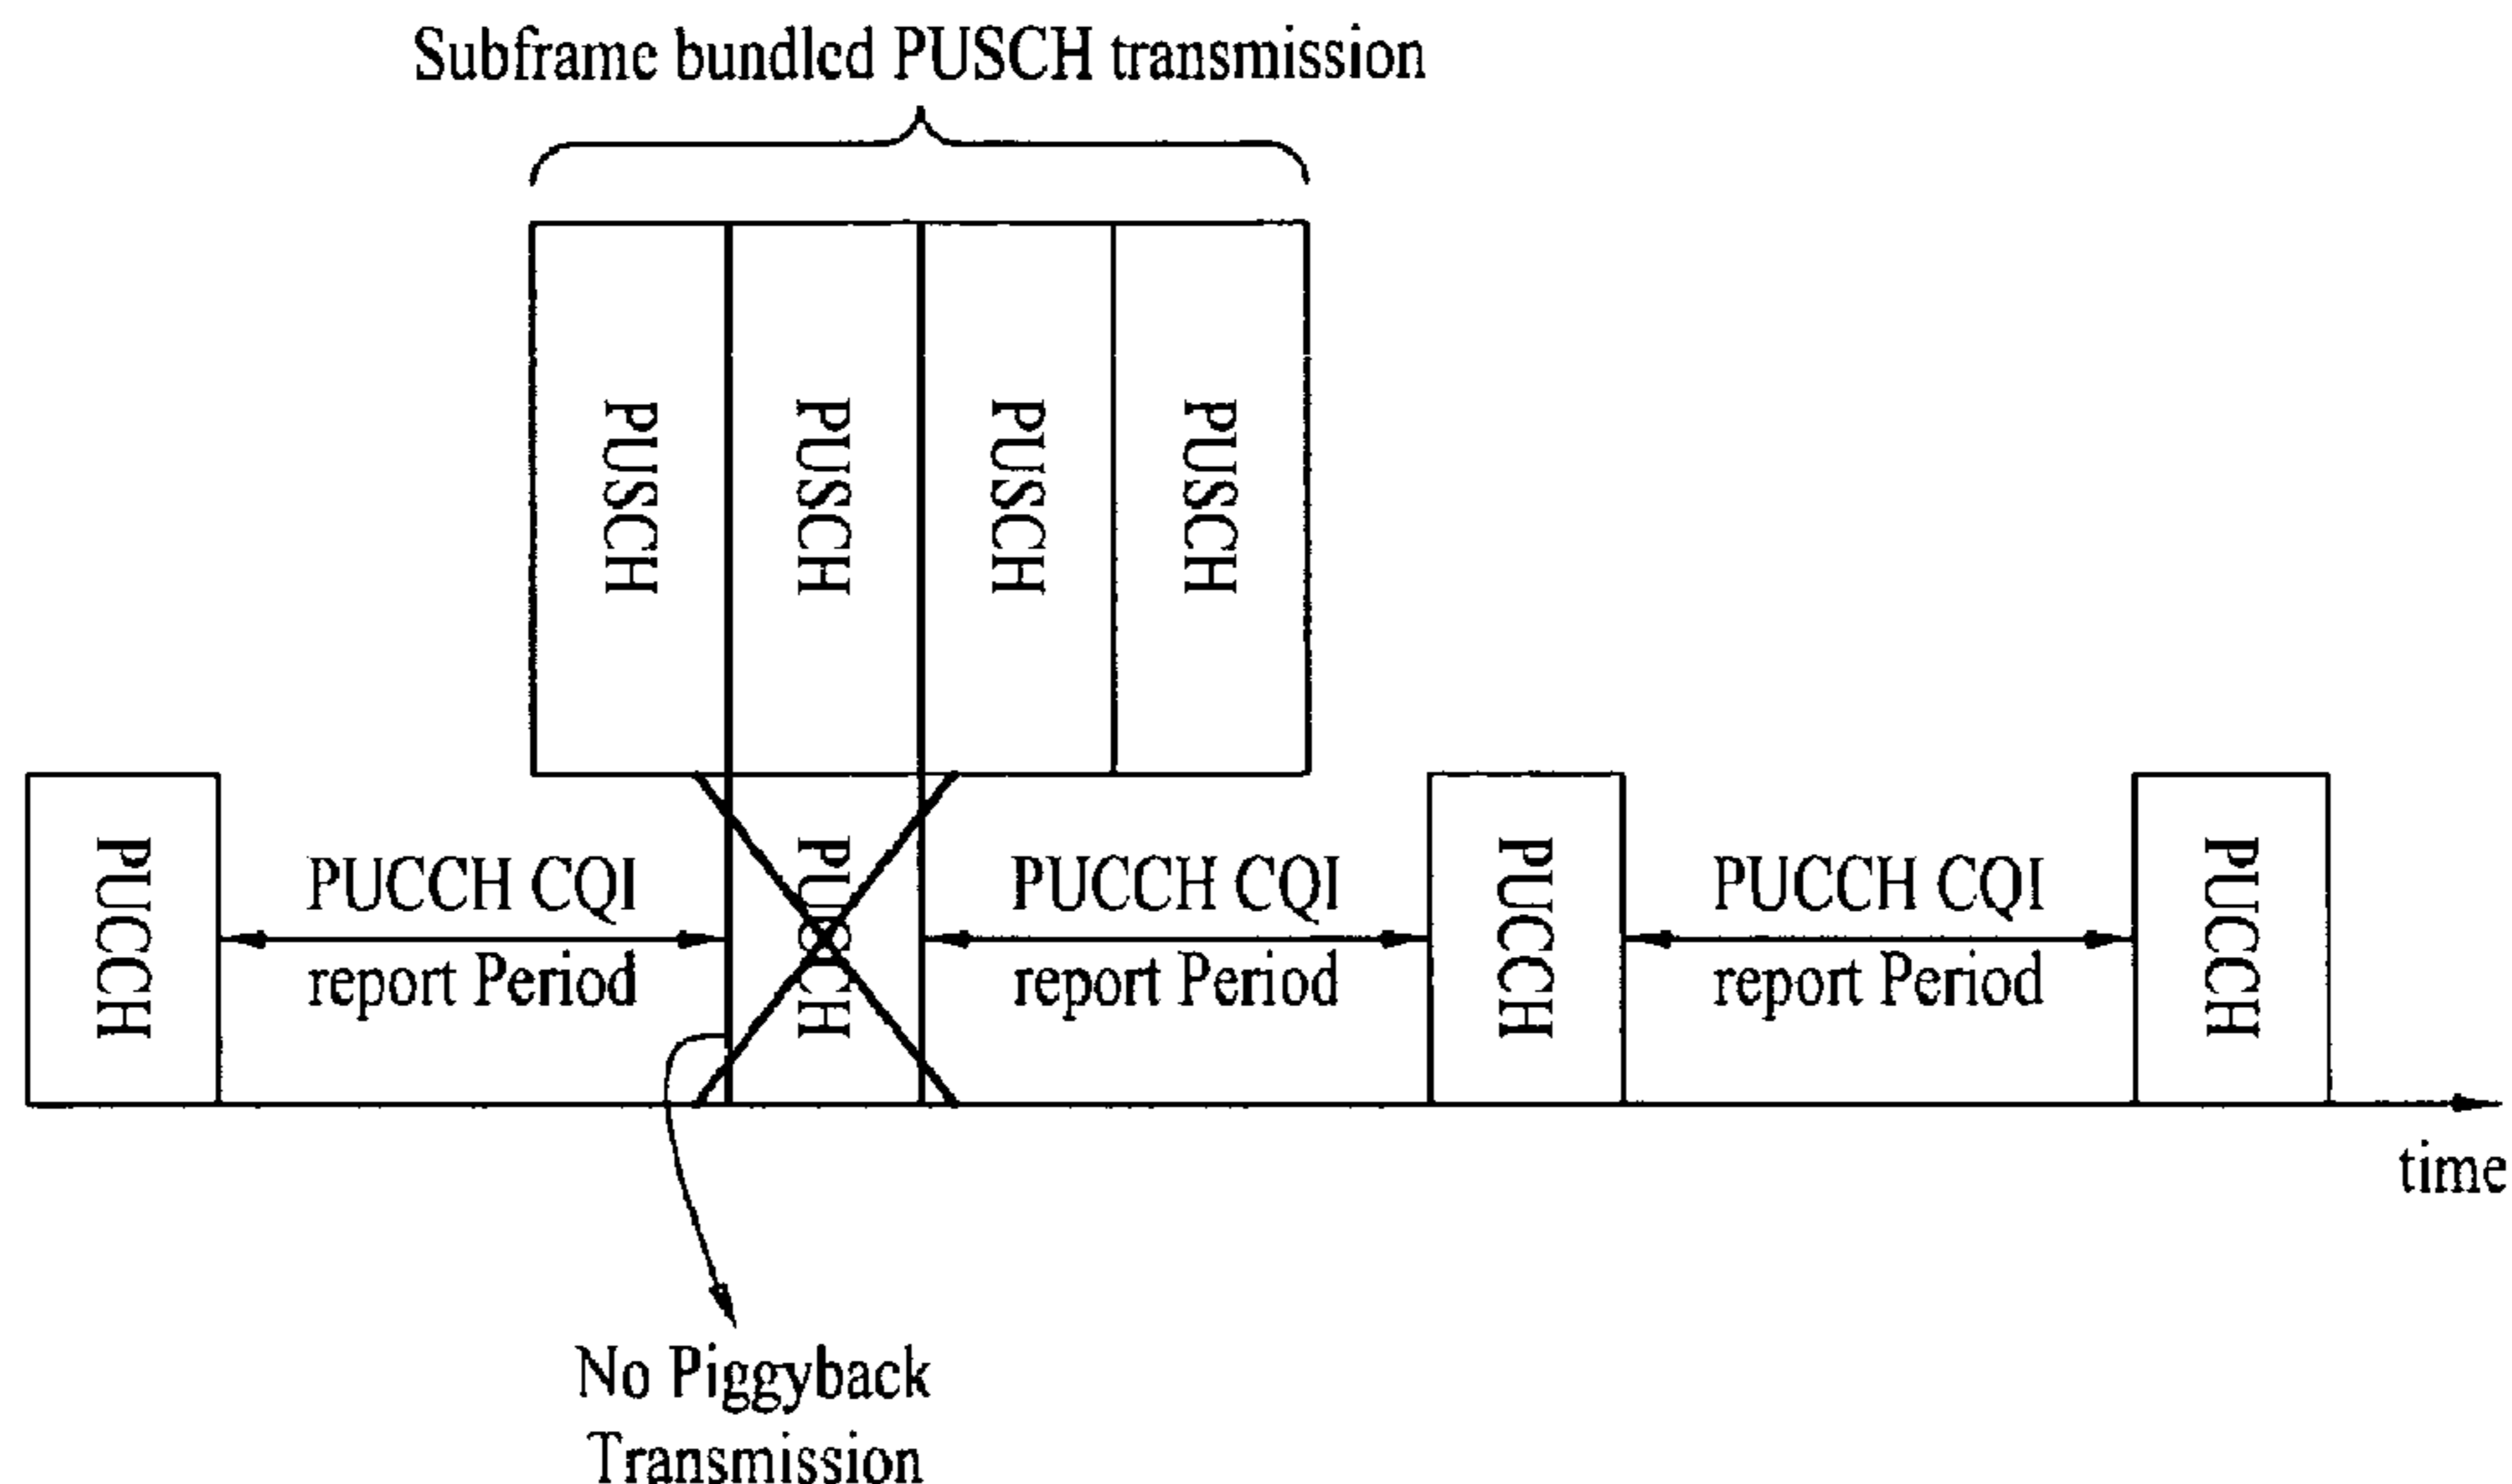 Subframe bundled PUSCH transmission
PUSCH
PUSCH
PUSCH
PUSCH
PUCCH
PUCCH CQI
report Period
PUCCH
PUCCH CQI
report Period
PUCCH
PUCCH CQI
report Period
PUCCH
time
No Piggyback
Transmission